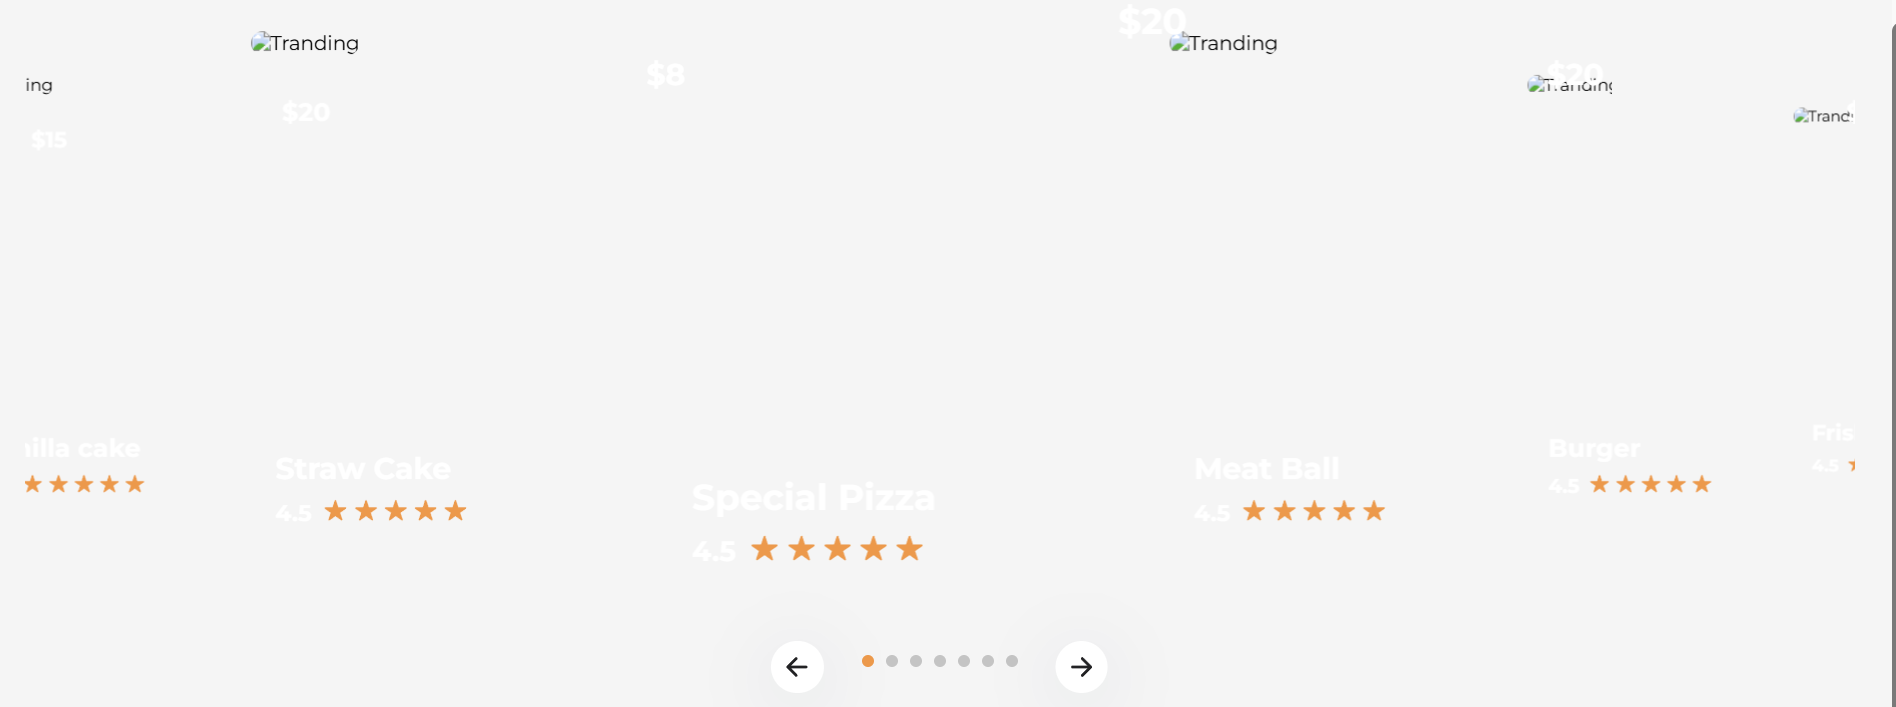 $20
Tranding
Tranding
$8
$20
ing
Tranding
$20
Trand
$15
illa cake
Straw Cake
4.5
Special Pizza
4.5
Meat Ball
4.5
Burger
4.5
Fris
4.5